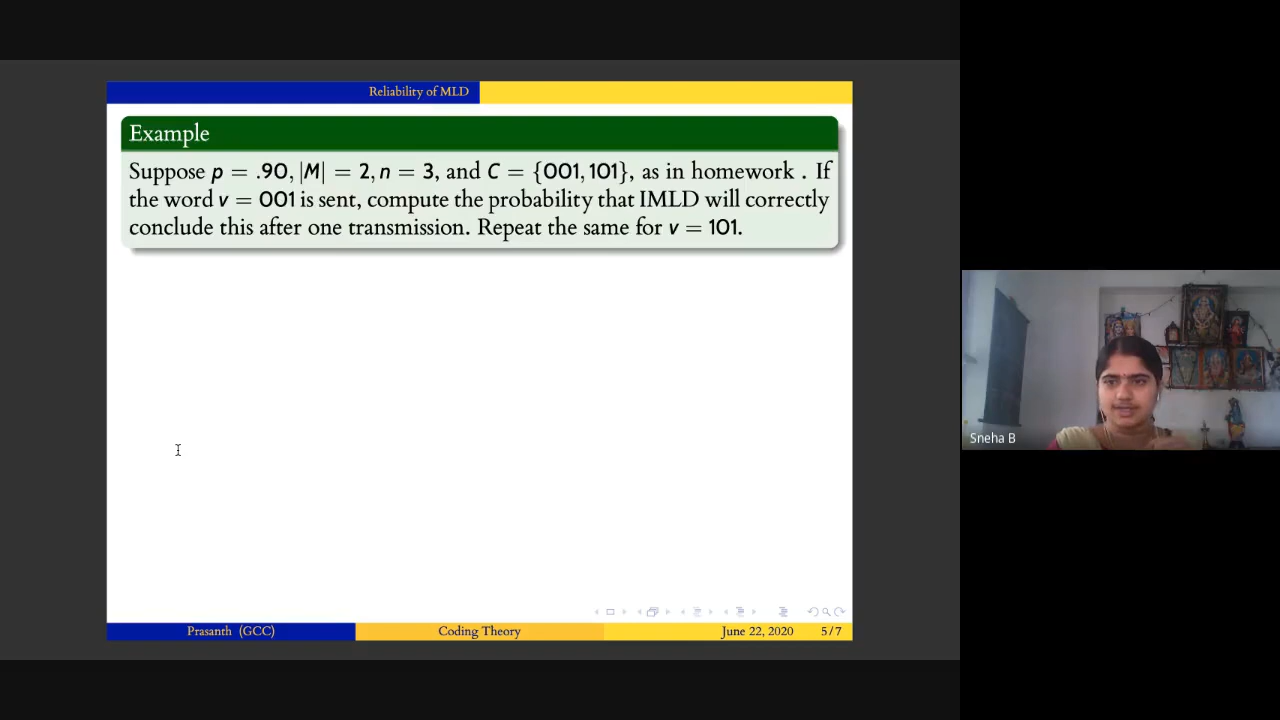 Reliability of MLD
Example
Suppose p = .90, |M| = 2, n = 3, and C = {001, 101}, as in homework . If
the word v = 001 is sent, compute the probability that IMLD will correctly
conclude this after one transmission. Repeat the same for v = 101.
Sneha B
Prasanth (GCC) Coding Theory June 22, 2020 5/7